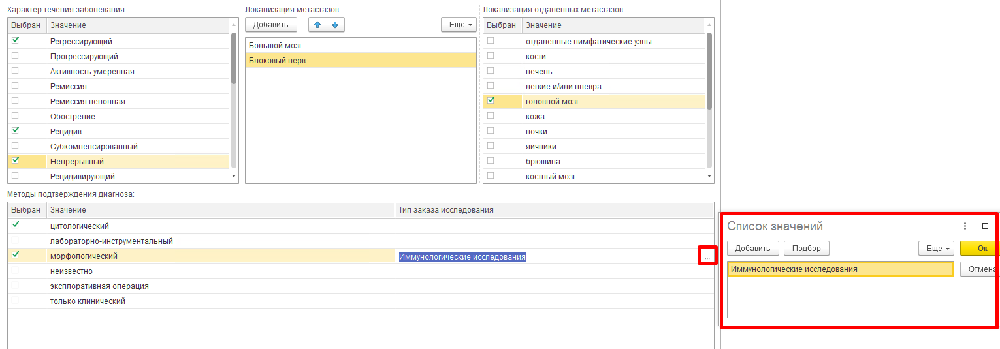 Характер течения заболевания:
Выбран Значение
Регрессирующий
Прогрессирующий
Активность умеренная
Ремиссия
Ремиссия неполная
Обострение
Рецидив
Субкомпенсированный
Непрерывный
Рецидивирующий
Локализация метастазов:
Добавить Еще
Большой мозг
Блоковый нерв
Локализация отдаленных метастазов:
Выбран Значение
отдаленные лимфатические узлы
кости
печень
легкие и/или плевра
головной мозг
кожа
почки
яичники
брюшина
костный мозг
Методы подтверждения диагноза:
Выбран Значение Тип заказа исследования
цитологический
лабораторно-инструментальный
морфологический Иммунологические исследования ...
неизвестно
эксплоративная операция
только клинический
Список значений
Добавить Подбор Еще Ок
Иммунологические исследования Отмена